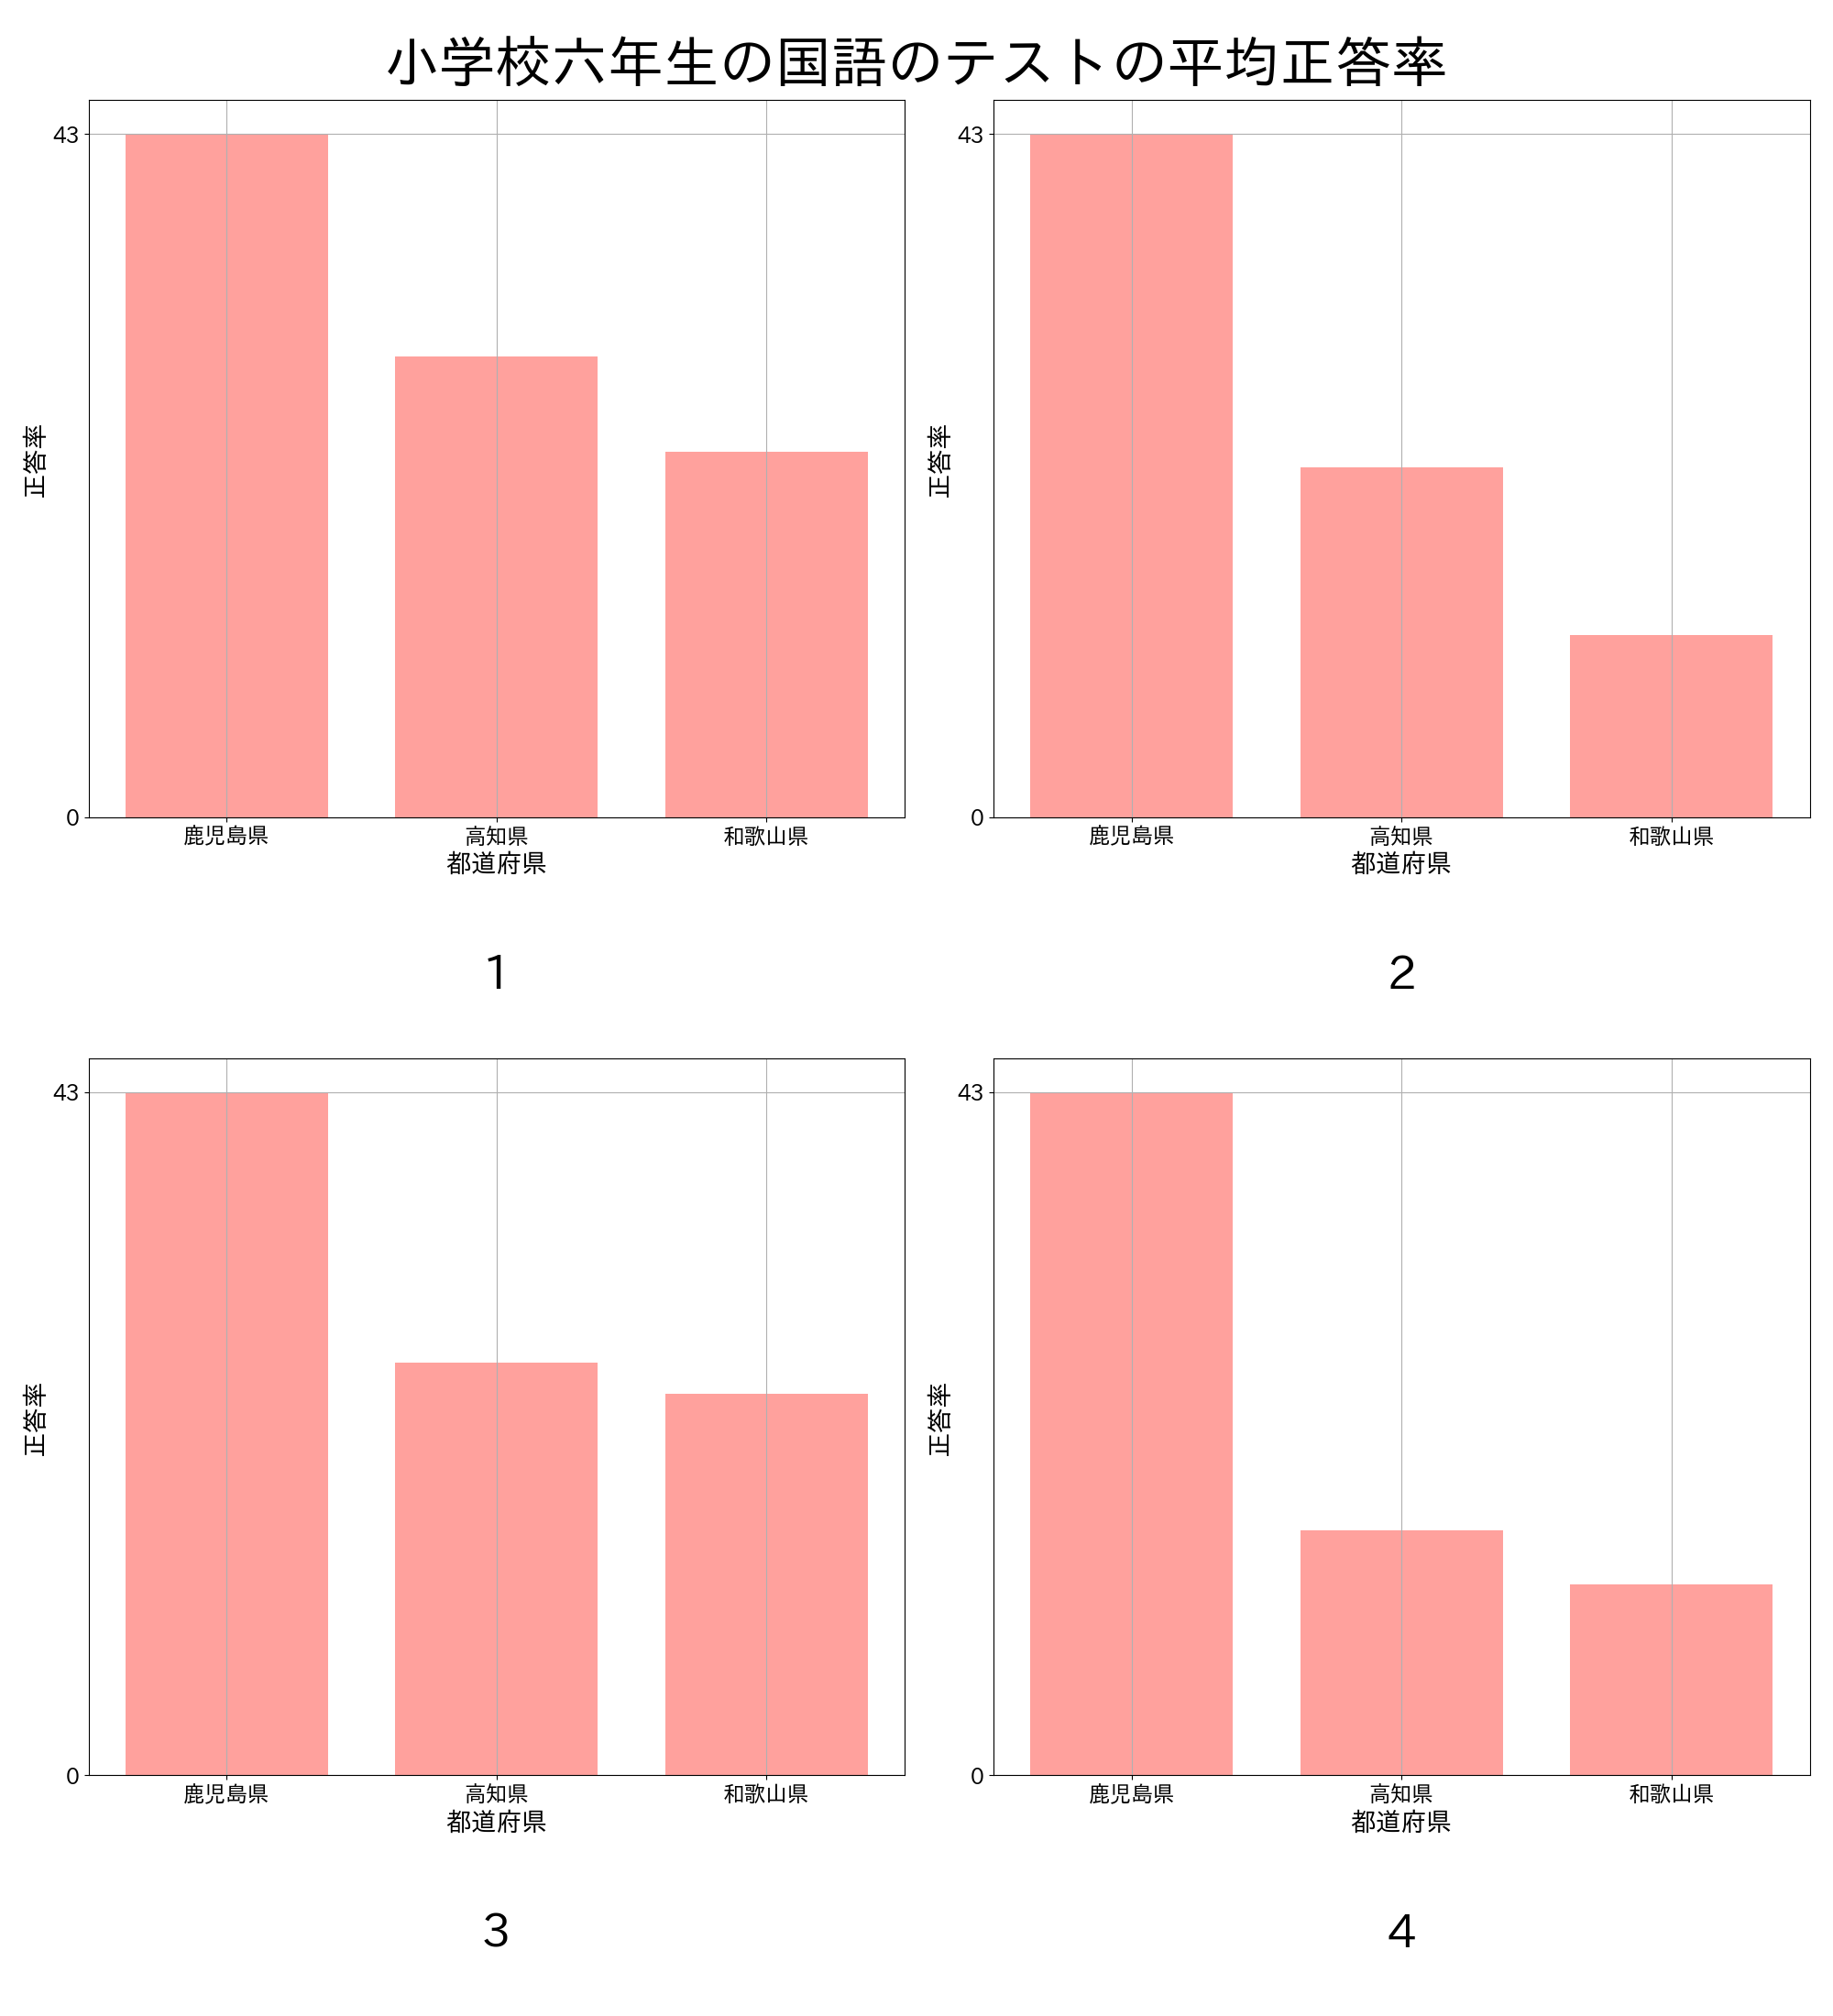 小学校六年生の国語のテストの平均正答率
43
0
正答率
鹿児島県 高知県 和歌山県
都道府県
1
43
0
正答率
鹿児島県 高知県 和歌山県
都道府県
2
43
0
正答率
鹿児島県 高知県 和歌山県
都道府県
3
43
0
正答率
鹿児島県 高知県 和歌山県
都道府県
4